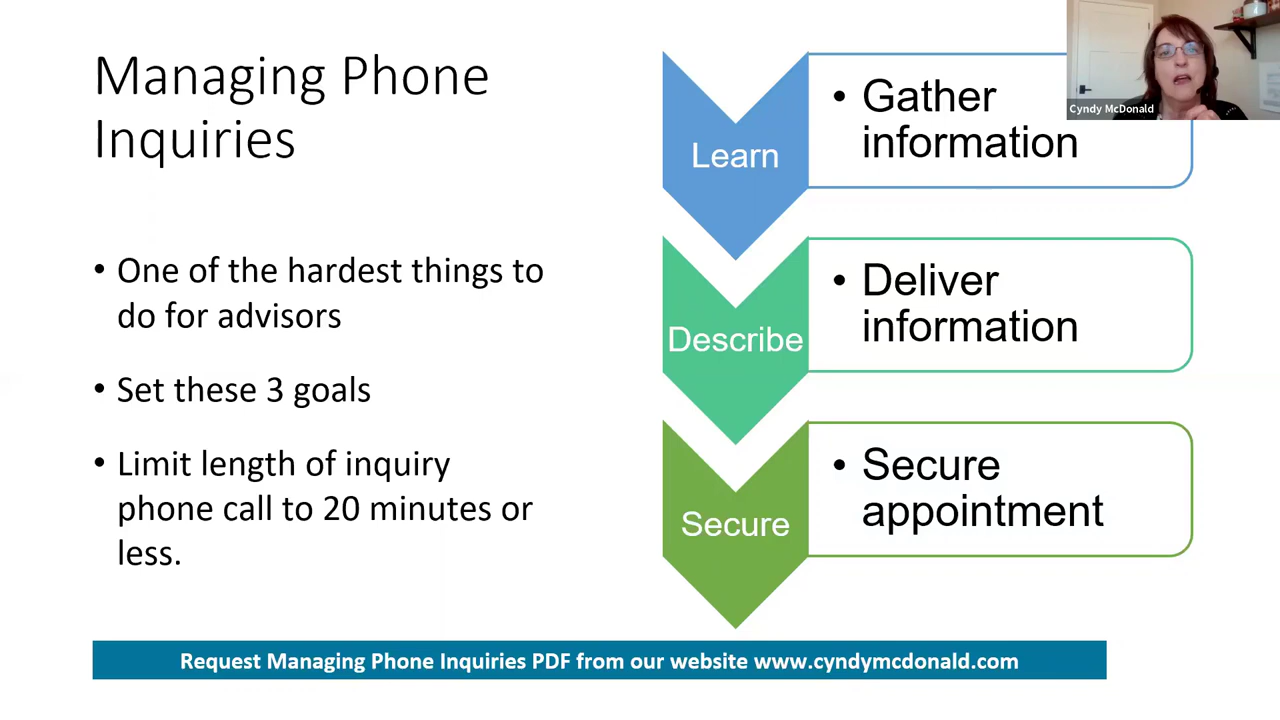 Managing Phone
Inquiries
• One of the hardest things to
do for advisors
• Set these 3 goals
• Limit length of inquiry
phone call to 20 minutes or
less.
Learn
• Gather
information
Describe
• Deliver
information
Secure
• Secure
appointment
Cyndy McDonald
Request Managing Phone Inquiries PDF from our website www.cyndymcdonald.com